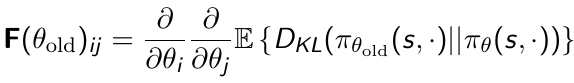 F(θ_old)_ij = ∂/∂θ_i ∂/∂θ_j 𝔼 {D_KL(π_θ_old(s, ·)||π_θ(s, ·))}